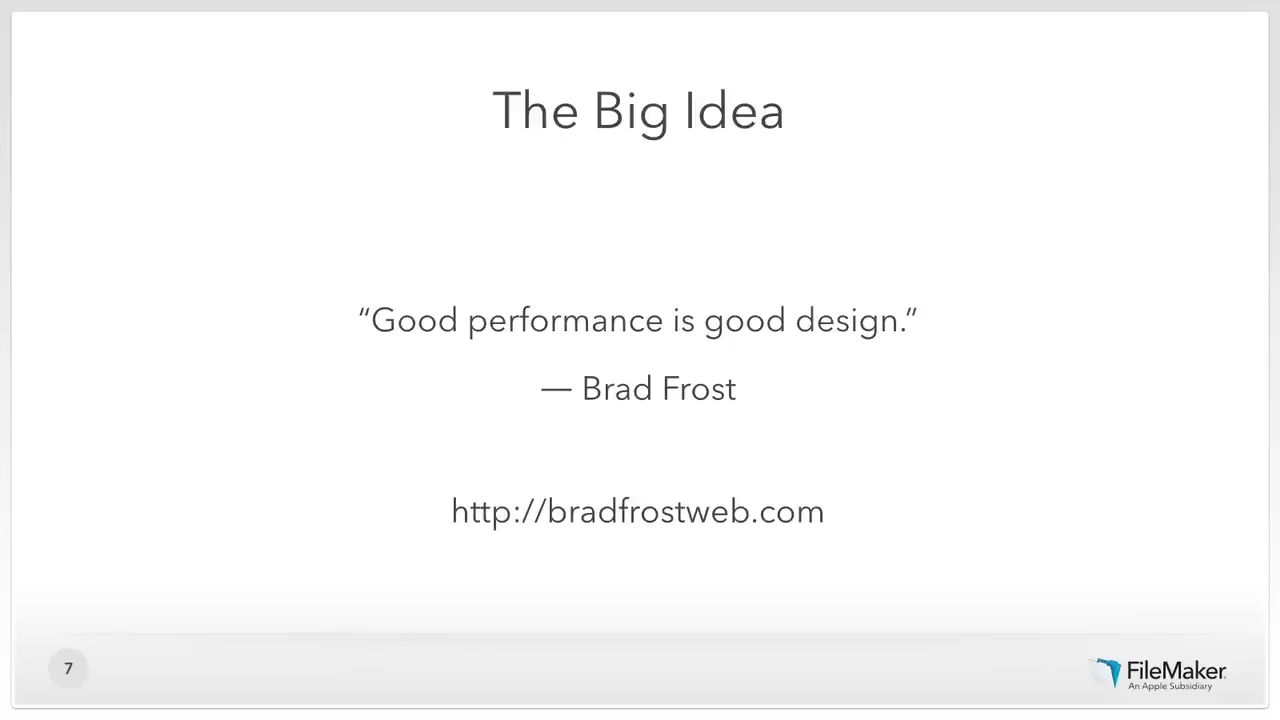 The Big Idea
“Good performance is good design.”
— Brad Frost
http://bradfrostweb.com
7
FileMaker
An Apple Subsidiary